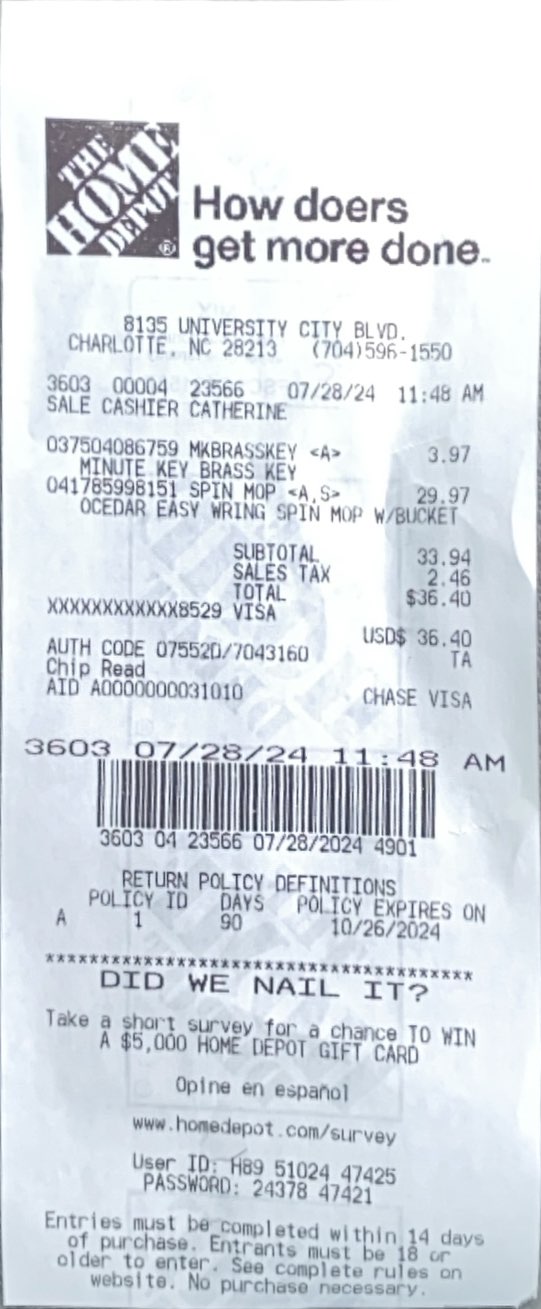 THE
HOME
DEPOT
®
How doers
get more done™
8135 UNIVERSITY CITY BLVD.
CHARLOTTE, NC 28213 (704)596-1550
3603 00004 23566 07/28/24 11:48 AM
SALE CASHIER CATHERINE
037504086759 MKBRASSKEY <A> 3.97
MINUTE KEY BRASS KEY
041785998151 SPIN MOP <A,S> 29.97
OCEDAR EASY WRING SPIN MOP W/BUCKET
SUBTOTAL 33.94
SALES TAX 2.46
TOTAL $36.40
XXXXXXXXXXXX8529 VISA
USD$ 36.40
AUTH CODE 07552D/7043160 TA
Chip Read
AID A0000000031010 CHASE VISA
3603 07/28/24 11:48 AM
3603 04 23566 07/28/2024 4901
RETURN POLICY DEFINITIONS
POLICY ID DAYS POLICY EXPIRES ON
A 1 90 10/26/2024
****************************************
DID WE NAIL IT?
Take a short survey for a chance TO WIN
A $5,000 HOME DEPOT GIFT CARD
Opine en español
www.homedepot.com/survey
User ID: H89 51024 47425
PASSWORD: 24378 47421
Entries must be completed within 14 days
of purchase. Entrants must be 18 or
older to enter. See complete rules on
website. No purchase necessary.